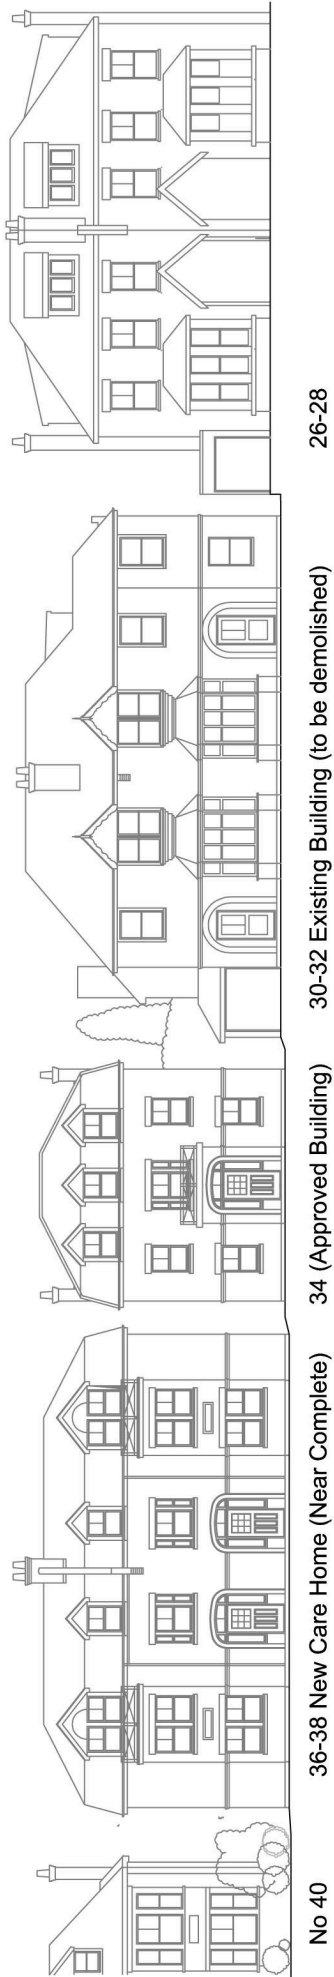 No 40
36-38 New Care Home (Near Complete)
34 (Approved Building)
30-32 Existing Building (to be demolished)
26-28